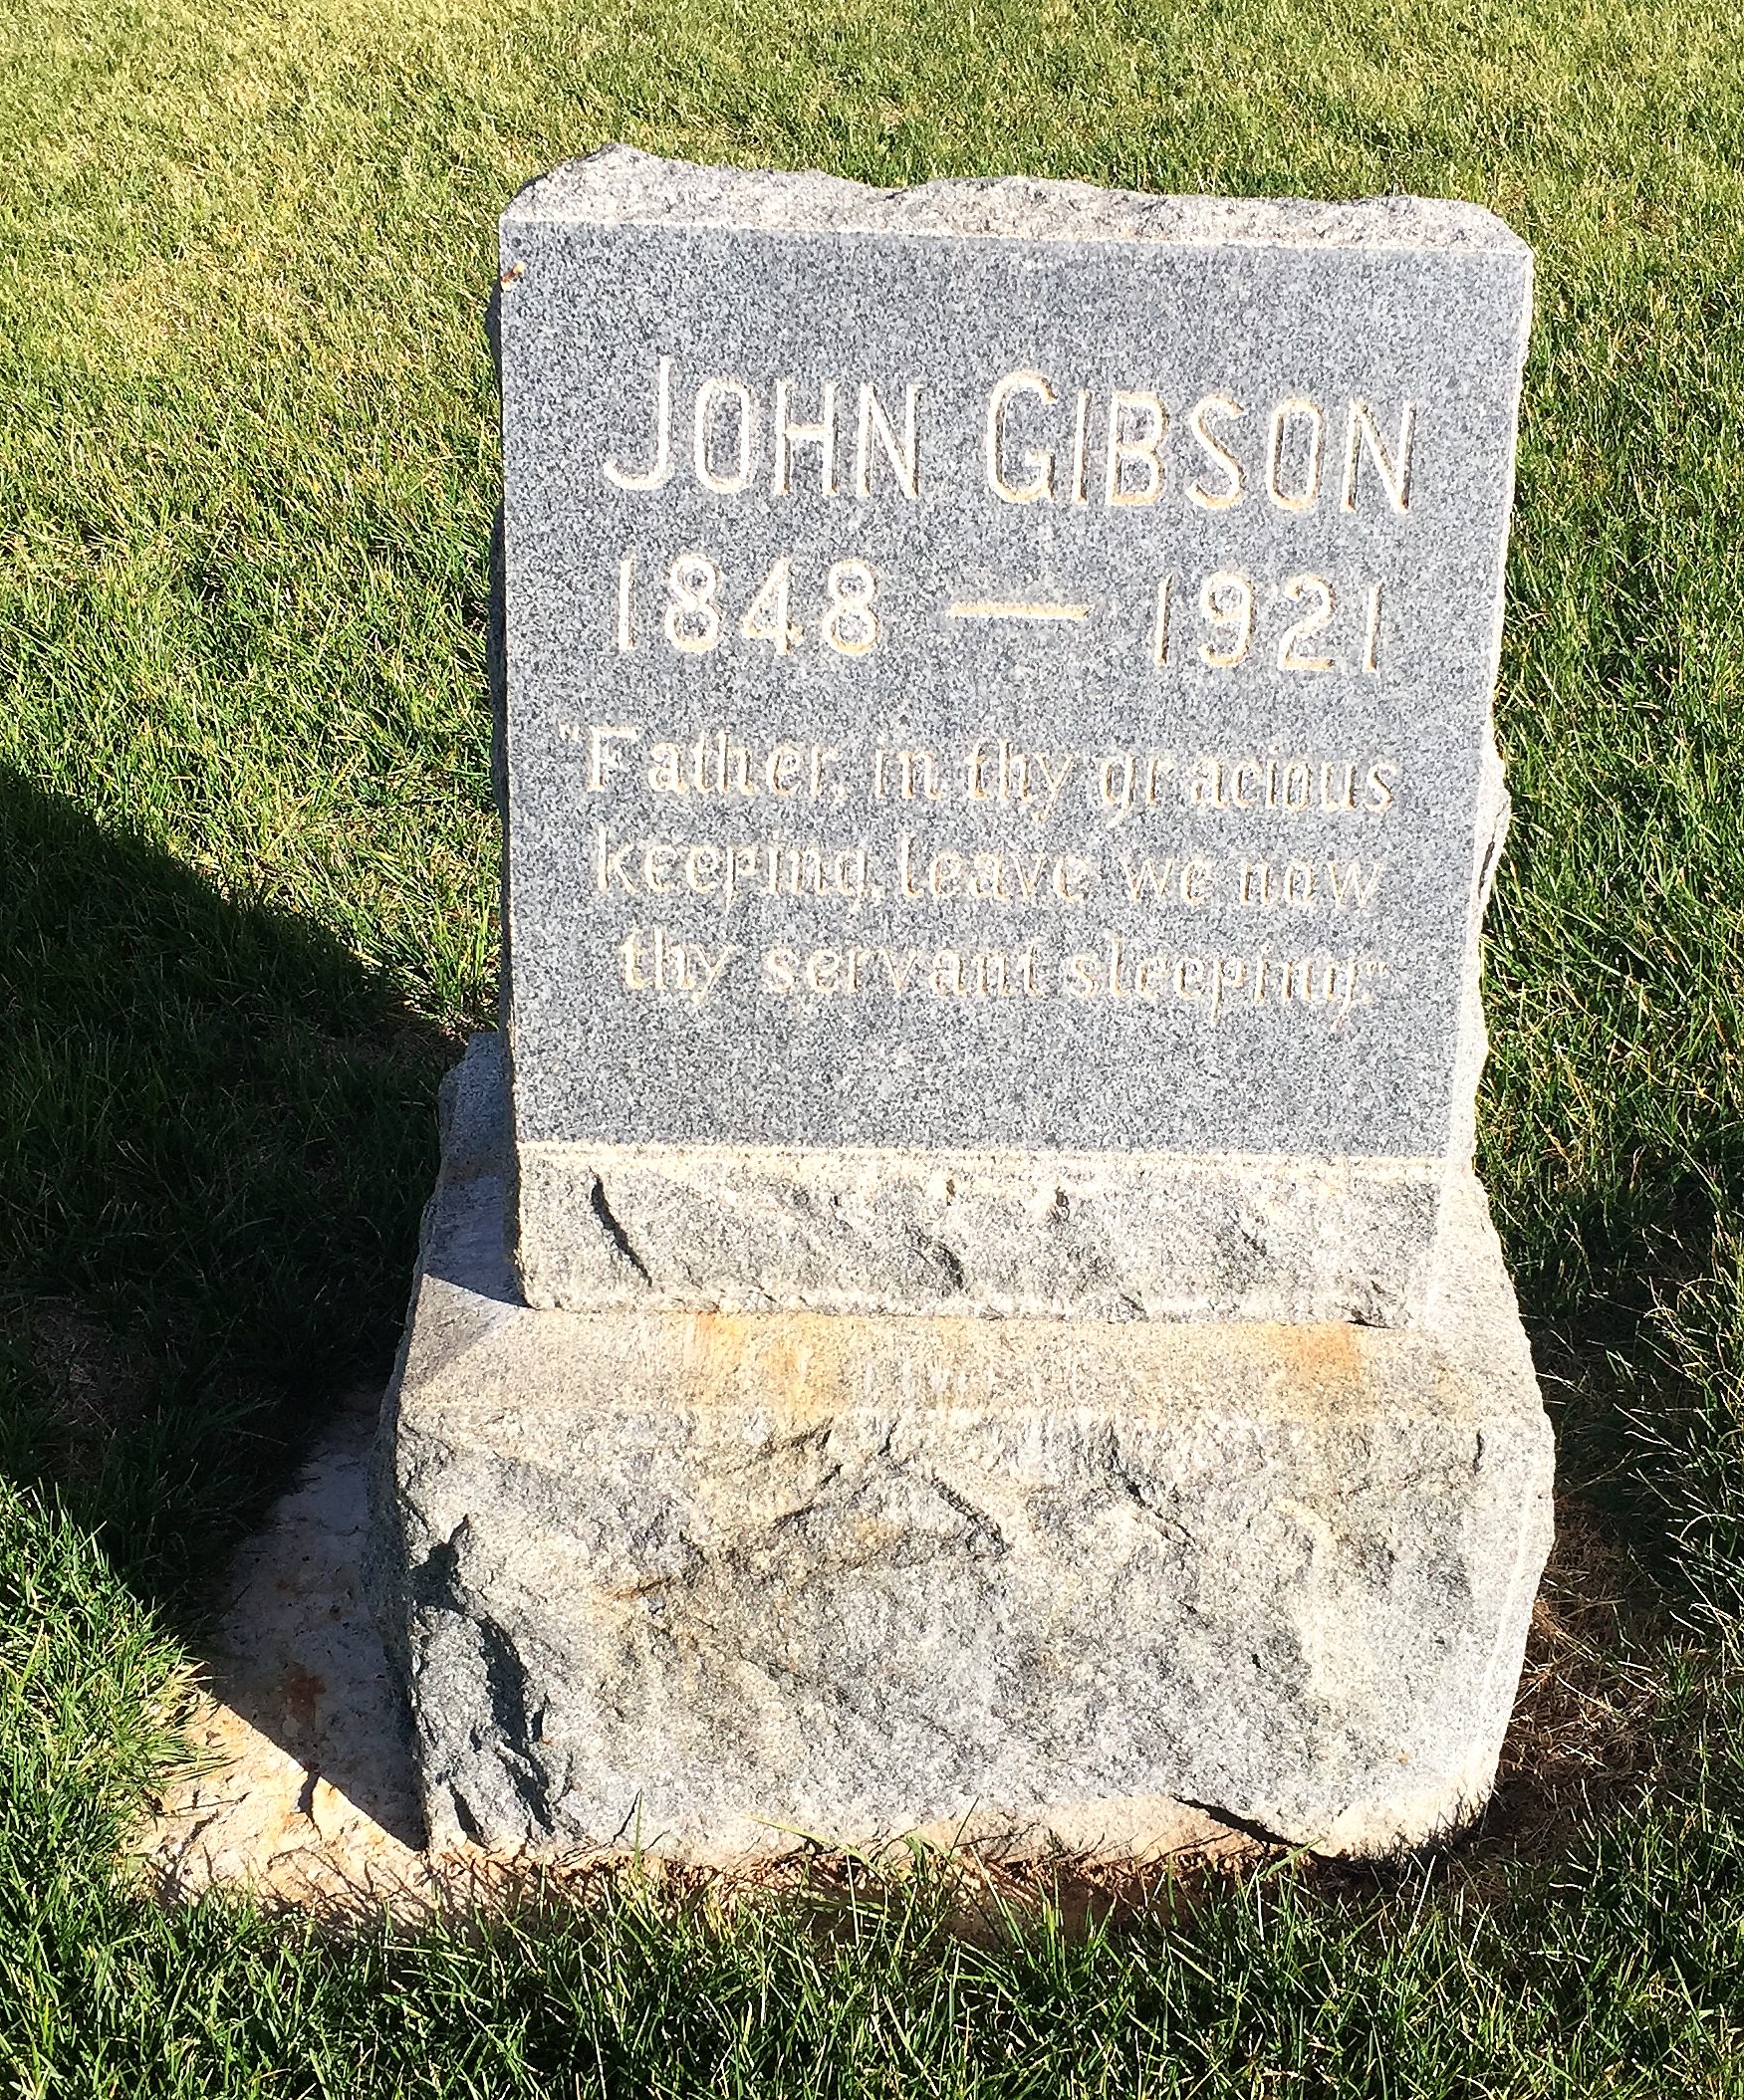 JOHN GIBSON
1848 — 1921
"Father, in thy gracious
keeping, leave we now
thy servant sleeping."